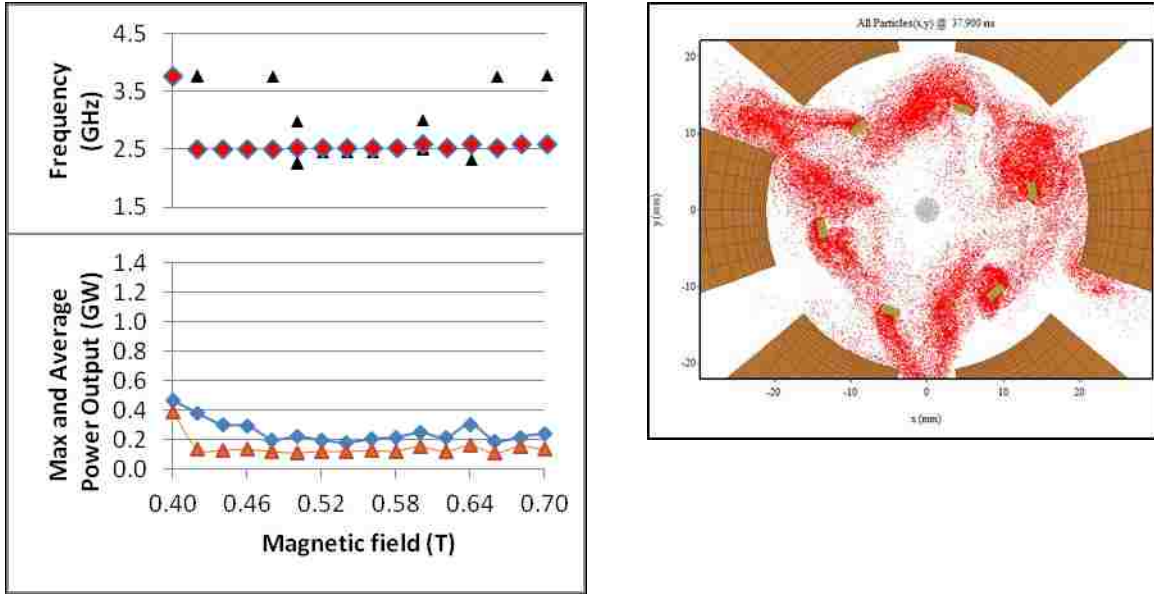 Frequency
(GHz)
4.5
3.5
2.5
1.5
Max and Average
Power Output (GW)
1.4
1.2
1.0
0.8
0.6
0.4
0.2
0.0
0.40 0.46 0.52 0.58 0.64 0.70
Magnetic field (T)
All Particles(x,y) @ 37.900 ns
y (mm)
20
10
0
-10
-20
-20 -10 0 10 20
x (mm)